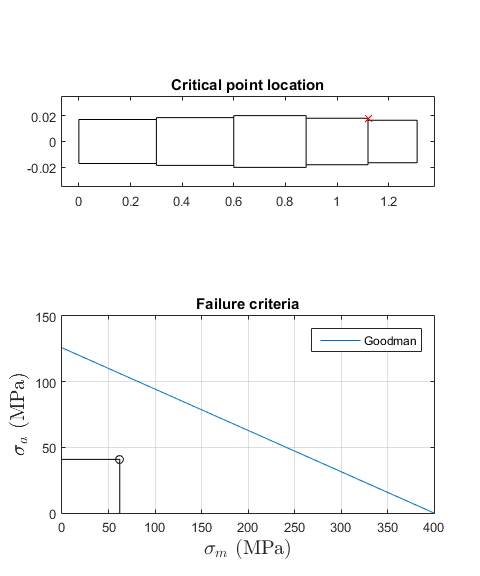 Critical point location
0.02
0
-0.02
0 0.2 0.4 0.6 0.8 1 1.2
Failure criteria
150
100
50
0
σa (MPa)
Goodman
0 50 100 150 200 250 300 350 400
σm (MPa)